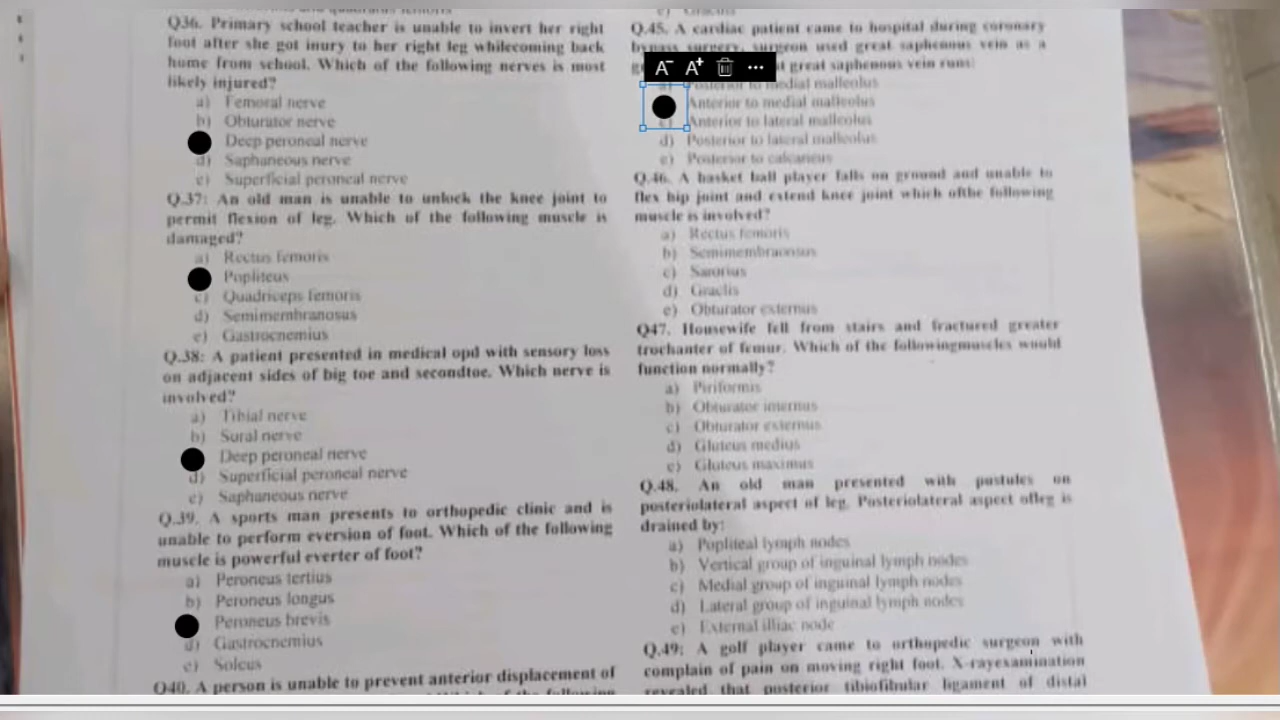 Q36. Primary school teacher is unable to invert her right
foot after she got inury to her right leg whilecoming back
home from school. Which of the following nerves is most
likely injured?
a) Femoral nerve
b) Obturator nerve
Deep peroneal nerve
d) Saphaneous nerve
e) Superficial peroneal nerve
Q.37: An old man is unable to unlock the knee joint to
permit flexion of leg. Which of the following muscle is
damaged?
a) Rectus femoris
Popliteus
c) Quadriceps femoris
d) Semimembranosus
e) Gastrocnemius
Q.38: A patient presented in medical opd with sensory loss
on adjacent sides of big toe and secondtoe. Which nerve is
involved?
a) Tibial nerve
b) Sural nerve
Deep peroneal nerve
d) Superficial peroneal nerve
e) Saphaneous nerve
Q.39. A sports man presents to orthopedic clinic and is
unable to perform eversion of foot. Which of the following
muscle is powerful everter of foot?
a) Peroneus tertius
b) Peroneus longus
Peroneus brevis
d) Gastrocnemius
e) Soleus
Q40. A person is unable to prevent anterior displacement of
of the following
e) Gracilis
Q.45. A cardiac patient came to hospital during coronary
bypass surgery, surgeon used great saphenous vein as a
great saphenous vein runs:
A- A+ ...
a) Posterior to medial malleolus
Anterior to medial malleolus
c) Anterior to lateral malleolus
d) Posterior to lateral malleolus
e) Posterior to calcaneus
Q.46. A basket ball player falls on ground and unable to
flex hip joint and extend knee joint which ofthe following
muscle is involved?
a) Rectus femoris
b) Semimembranosus
c) Sartorius
d) Graclis
e) Obturator externus
Q47. Housewife fell from stairs and fractured greater
trochanter of femur. Which of the followingmuscles would
function normally?
a) Piriformis
b) Obturator internus
c) Obturator externus
d) Gluteus medius
e) Gluteus maximus
Q.48. An old man presented with pustules on
posteriolateral aspect of leg. Posteriolateral aspect ofleg is
drained by:
a) Popliteal lymph nodes
b) Vertical group of inguinal lymph nodes
c) Medial group of inguinal lymph nodes
d) Lateral group of inguinal lymph nodes
e) External illiac node
Q.49: A golf player came to orthopedic surgeon with
complain of pain on moving right foot. X-rayexamination
revealed that posterior tibiofibular ligament of distal